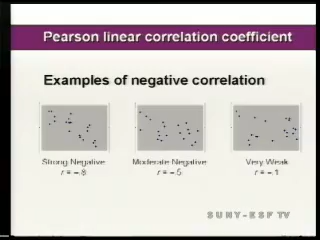 Pearson linear correlation coefficient
Examples of negative correlation
Strong Negative
r = -.8
Moderate Negative
r = -.5
Very Weak
r = -.1
SUNY-ESF TV